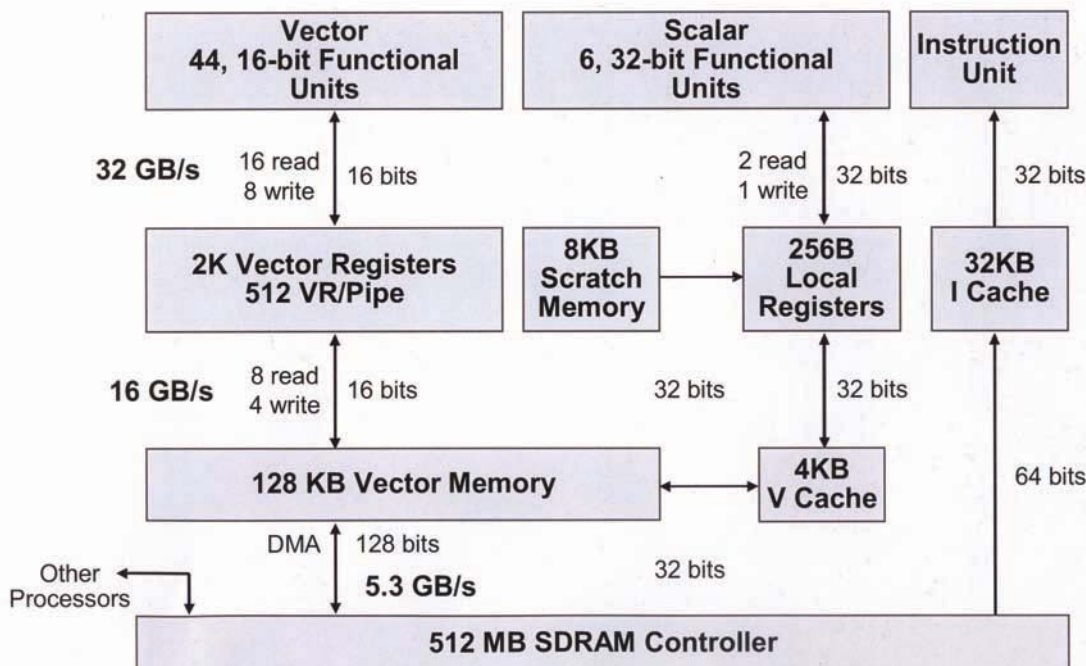 Vector
44, 16-bit Functional
Units
Scalar
6, 32-bit Functional
Units
Instruction
Unit
32 GB/s
16 read
8 write
16 bits
2 read
1 write
32 bits
32 bits
2K Vector Registers
512 VR/Pipe
8KB
Scratch
Memory
256B
Local
Registers
32KB
I Cache
16 GB/s
8 read
4 write
16 bits
32 bits
32 bits
128 KB Vector Memory
4KB
V Cache
64 bits
DMA
128 bits
5.3 GB/s
32 bits
Other
Processors
512 MB SDRAM Controller